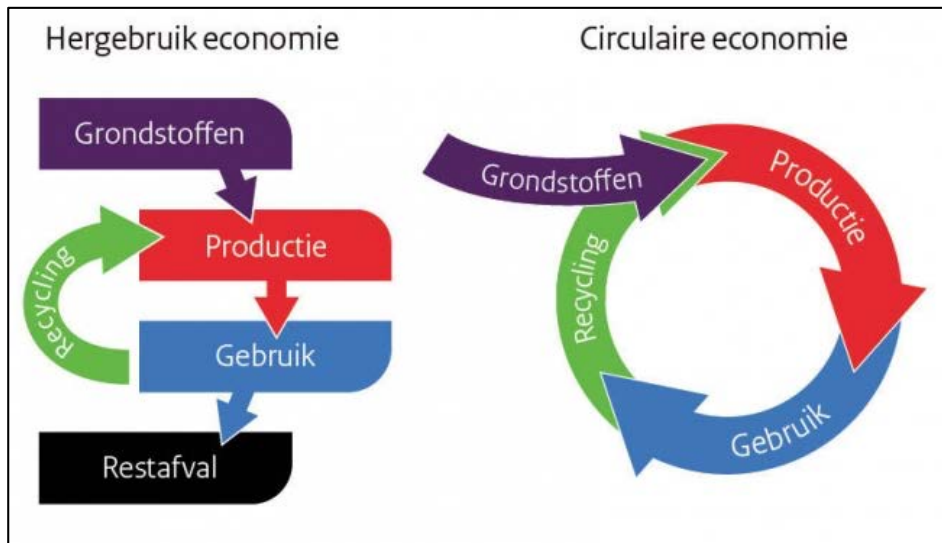 Hergebruik economie
Grondstoffen
Recycling
Productie
Gebruik
Restafval
Circulaire economie
Grondstoffen
Productie
Gebruik
Recycling